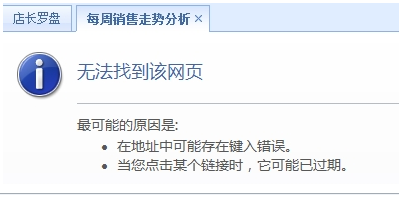 店长罗盘 每周销售走势分析 ×
无法找到该网页
最可能的原因是:
• 在地址中可能存在键入错误。
• 当您点击某个链接时，它可能已过期。